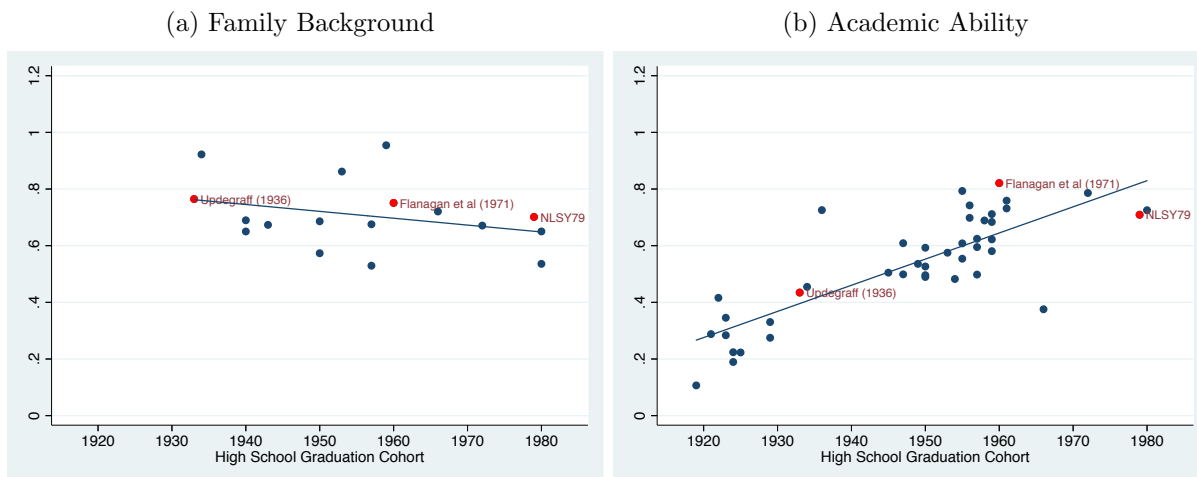 (a) Family Background
1.2
1
.8
.6
.4
.2
0
Updegraff (1936)
Flanagan et al (1971)
NLSY79
1920 1930 1940 1950 1960 1970 1980
High School Graduation Cohort
(b) Academic Ability
1.2
1
.8
.6
.4
.2
0
Flanagan et al (1971)
NLSY79
Updegraff (1936)
1920 1930 1940 1950 1960 1970 1980
High School Graduation Cohort